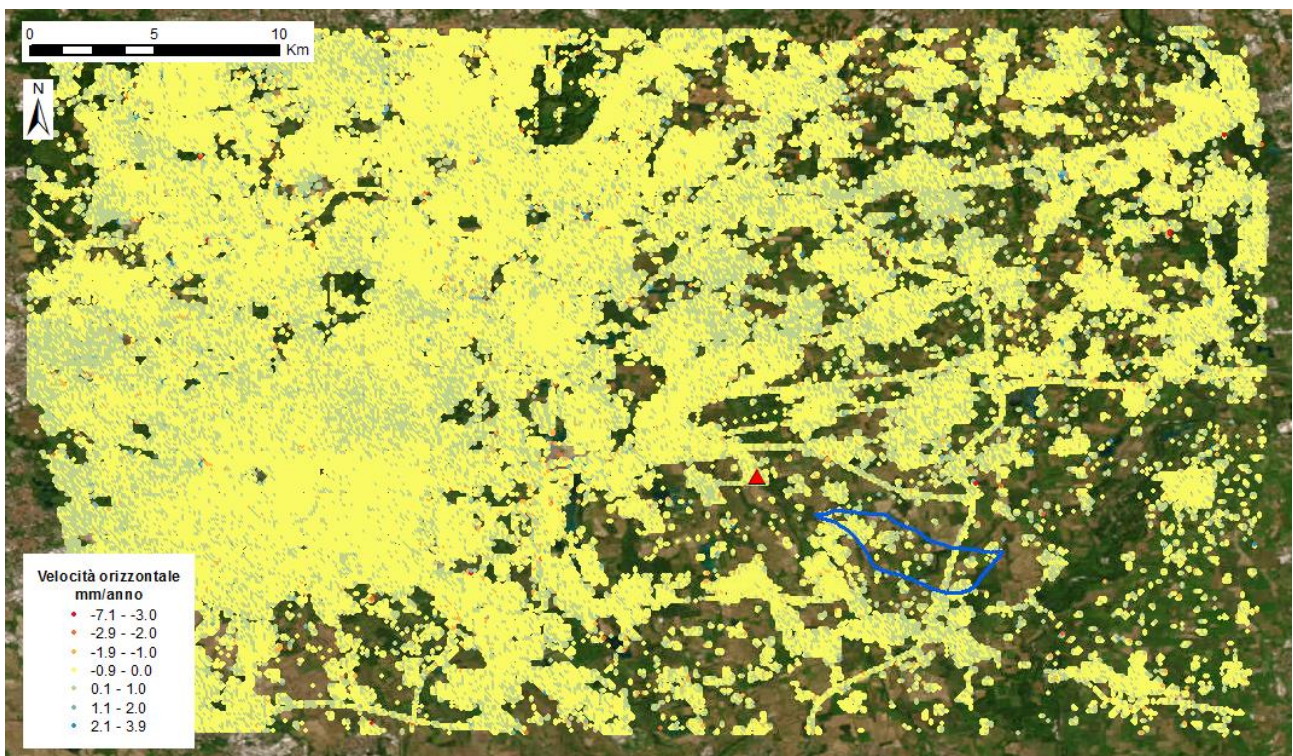 0 5 10
Km
N
Velocità orizzontale
mm/anno
-7.1 - -3.0
-2.9 - -2.0
-1.9 - -1.0
-0.9 - 0.0
0.1 - 1.0
1.1 - 2.0
2.1 - 3.9